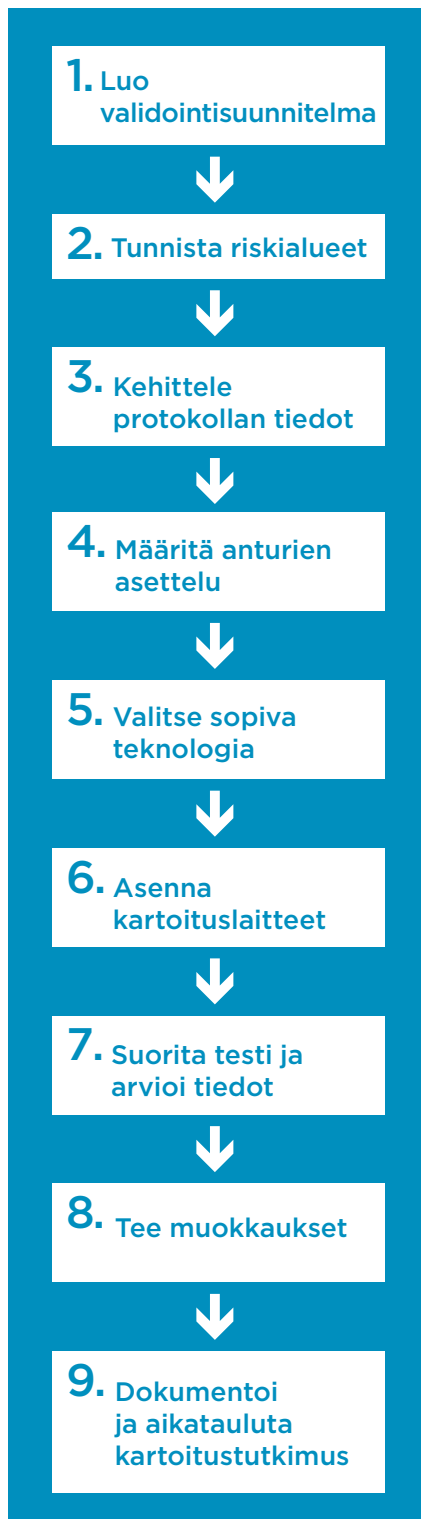 1. Luo
validointisuunnitelma
2. Tunnista riskialueet
3. Kehittele
protokollan tiedot
4. Määritä anturien
asettelu
5. Valitse sopiva
teknologia
6. Asenna
kartoituslaitteet
7. Suorita testi ja
arvioi tiedot
8. Tee muokkaukset
9. Dokumentoi
ja aikatauluta
kartoitustutkimus